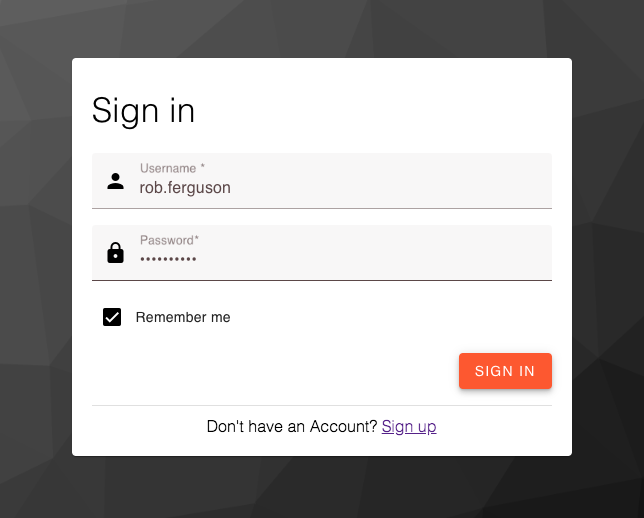 Sign in
Username *
rob.ferguson
Password*
••••••••••
Remember me
SIGN IN
Don't have an Account? Sign up